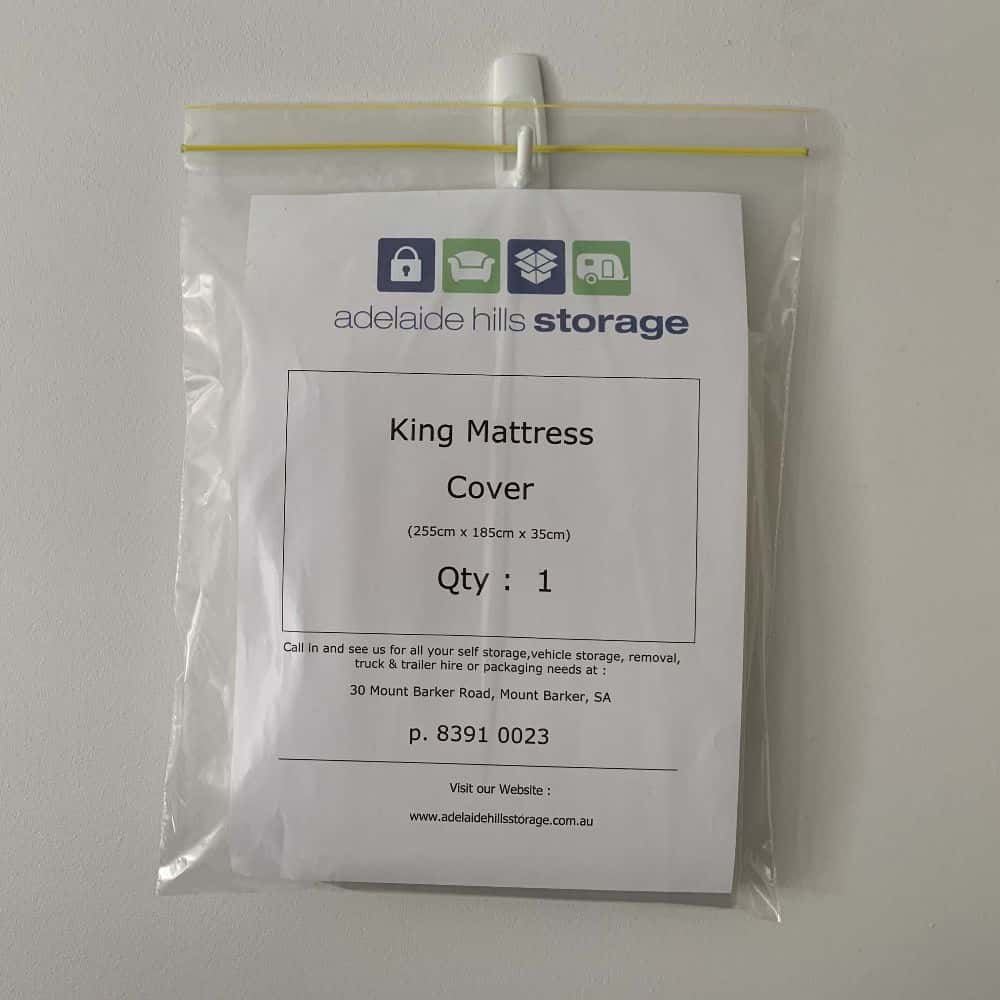 adelaide hills storage
King Mattress
Cover
(255cm x 185cm x 35cm)
Qty : 1
Call in and see us for all your self storage,vehicle storage, removal,
truck & trailer hire or packaging needs at :
30 Mount Barker Road, Mount Barker, SA
p. 8391 0023
Visit our Website :
www.adelaidehillsstorage.com.au